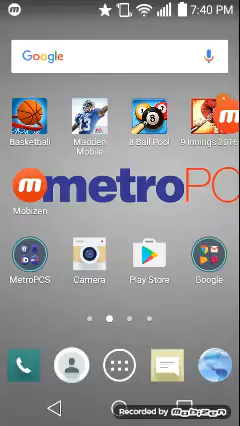 7:40 PM
Google
Basketball
Madden Mobile
8 Ball Pool
9 Innings 2016
metroPC
Mobizen
MetroPCS
Camera
Play Store
Google
Recorded by mobizen